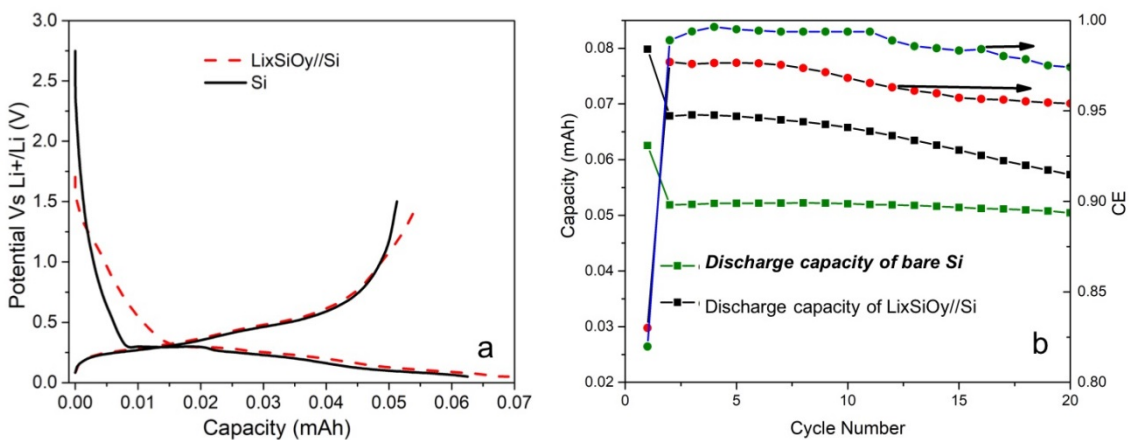 3.0
2.5
2.0
1.5
1.0
0.5
0.0
Potential Vs Li+/Li (V)
LixSiOy//Si
Si
a
0.00 0.01 0.02 0.03 0.04 0.05 0.06 0.07
Capacity (mAh)
0.08
0.07
0.06
0.05
0.04
0.03
0.02
Capacity (mAh)
Discharge capacity of bare Si
Discharge capacity of LixSiOy//Si
b
1.00
0.95
0.90
0.85
0.80
CE
0 5 10 15 20
Cycle Number